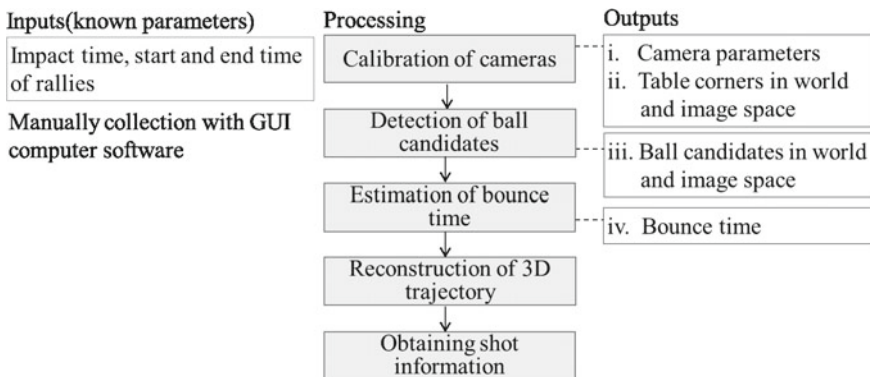 Inputs(known parameters)
Impact time, start and end time
of rallies
Manually collection with GUI
computer software
Processing
Calibration of cameras
Detection of ball
candidates
Estimation of bounce
time
Reconstruction of 3D
trajectory
Obtaining shot
information
Outputs
i. Camera parameters
ii. Table corners in world
and image space
iii. Ball candidates in world
and image space
iv. Bounce time